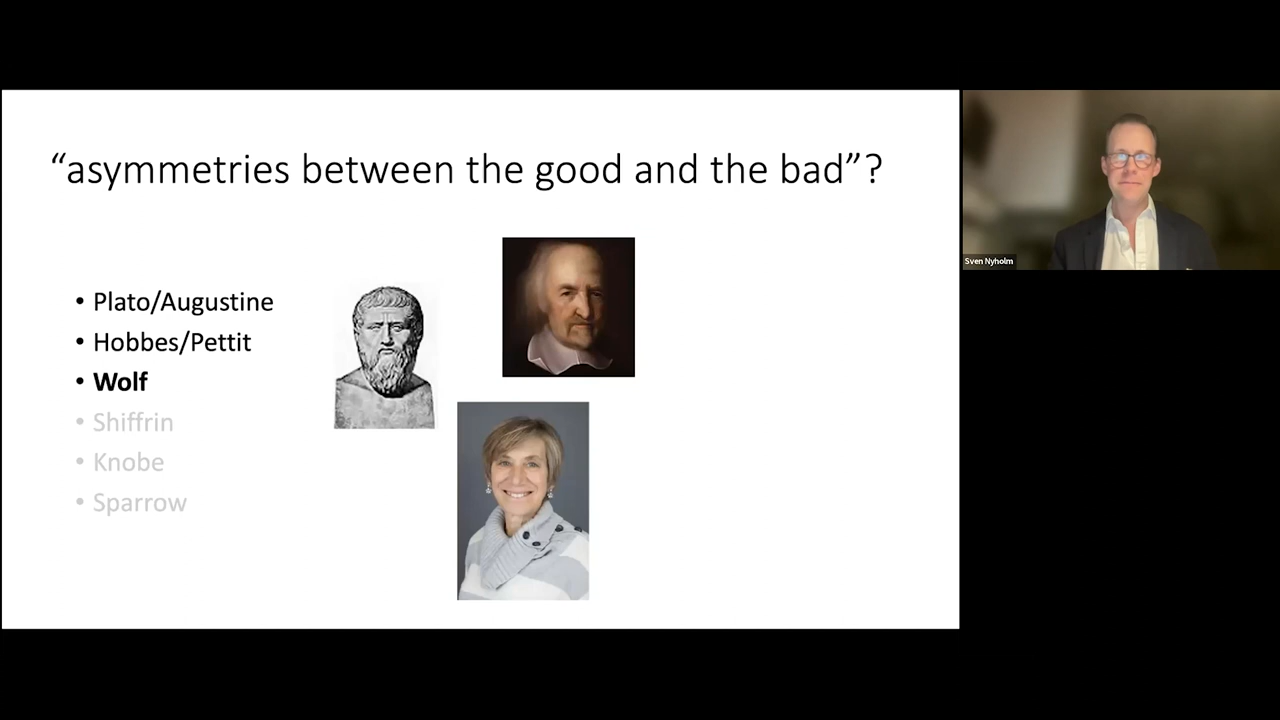 “asymmetries between the good and the bad”?
• Plato/Augustine
• Hobbes/Pettit
• Wolf
• Shiffrin
• Knobe
• Sparrow
Sven Nyholm